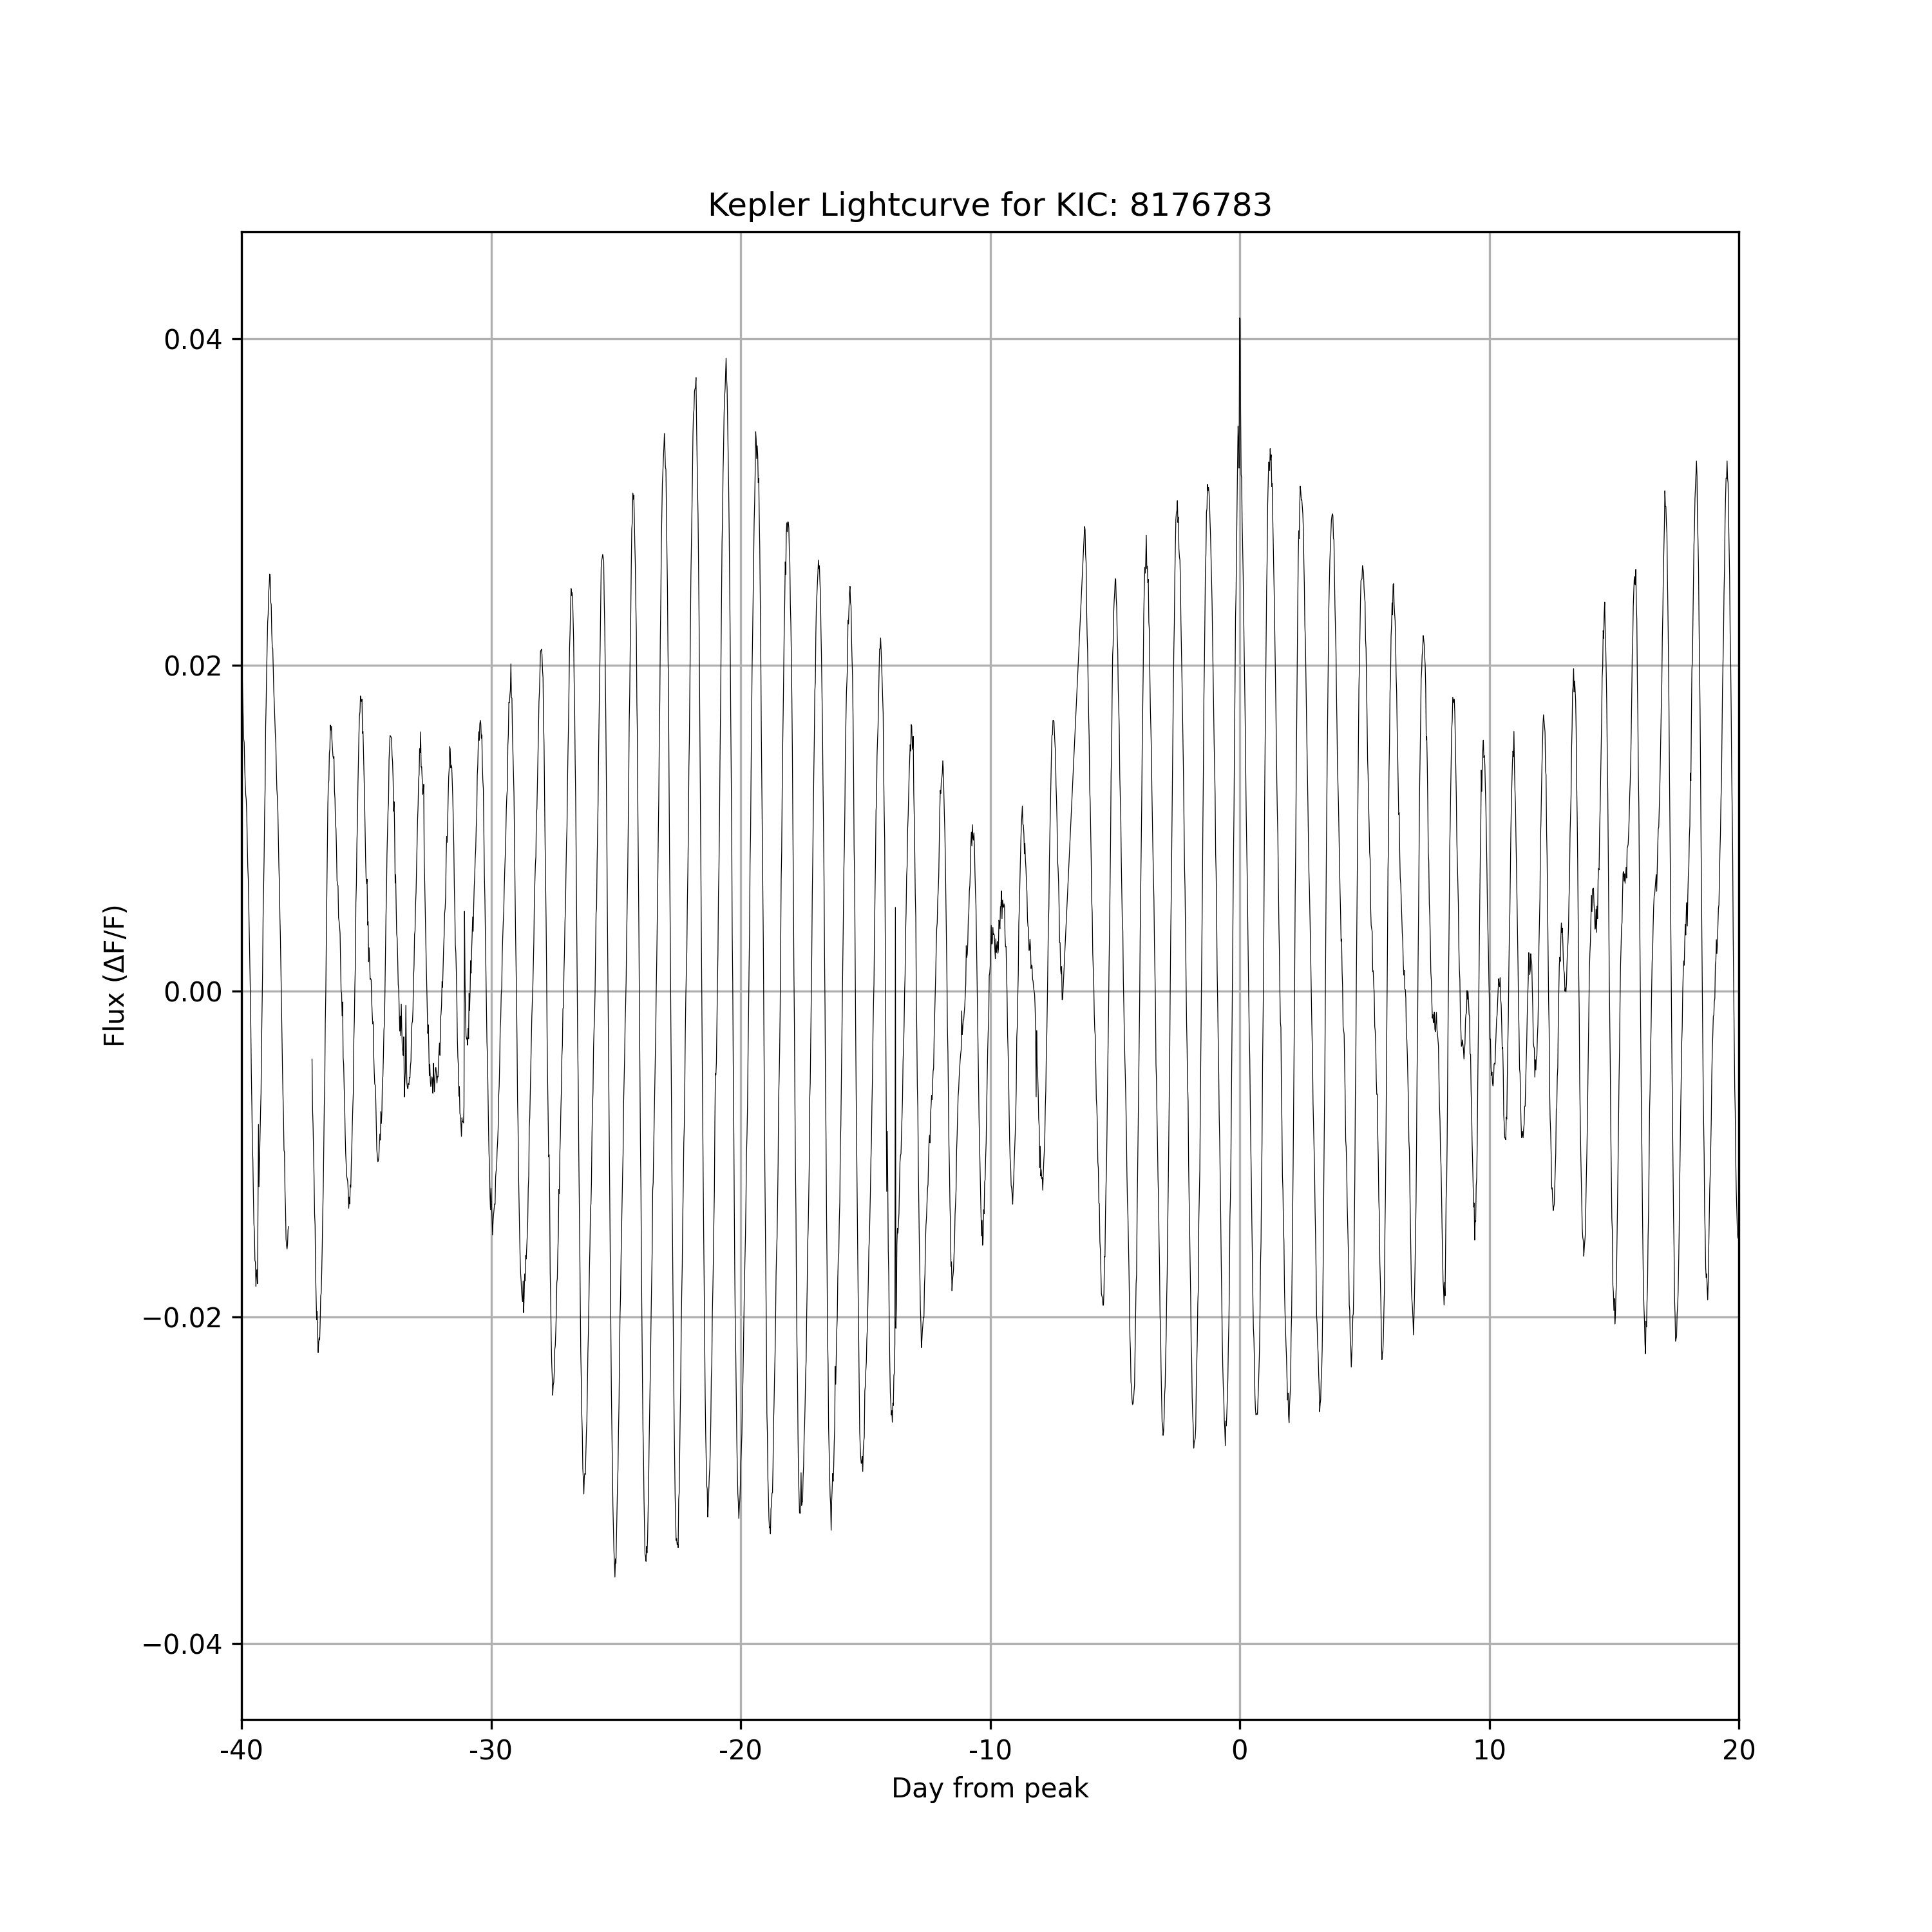 Kepler Lightcurve for KIC: 8176783
Flux (ΔF/F)
0.04
0.02
0.00
−0.02
−0.04
-40 -30 -20 -10 0 10 20
Day from peak